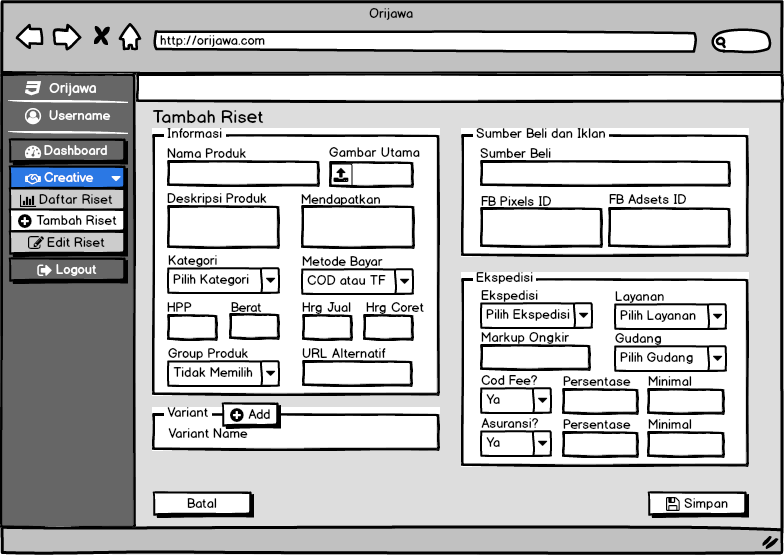 Orijawa
http://orijawa.com
Orijawa
Username
Dashboard
Creative
Daftar Riset
Tambah Riset
Edit Riset
Logout
Tambah Riset
Informasi
Nama Produk
Gambar Utama
Deskripsi Produk
Mendapatkan
Kategori
Metode Bayar
Pilih Kategori
COD atau TF
HPP
Berat
Hrg Jual
Hrg Coret
Group Produk
URL Alternatif
Tidak Memilih
Variant
Add
Variant Name
Sumber Beli dan Iklan
Sumber Beli
FB Pixels ID
FB Adsets ID
Ekspedisi
Ekspedisi
Layanan
Pilih Ekspedisi
Pilih Layanan
Markup Ongkir
Gudang
Pilih Gudang
Cod Fee?
Persentase
Minimal
Ya
Asuransi?
Persentase
Minimal
Ya
Batal
Simpan